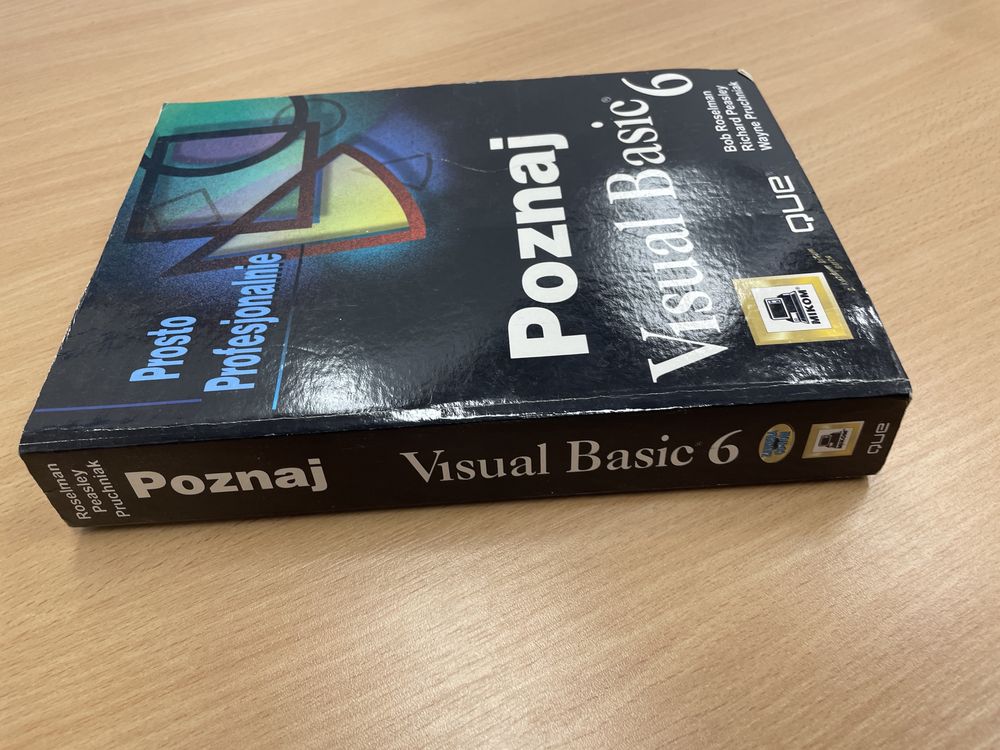 Prosto
Profesjonalnie
Poznaj
Visual Basic® 6
Bob Roselman
Richard Peasley
Wayne Pruchniak
que
MIKOM®
Roselman
Peasley
Pruchniak
Poznaj
Visual Basic® 6
MIKOM
que